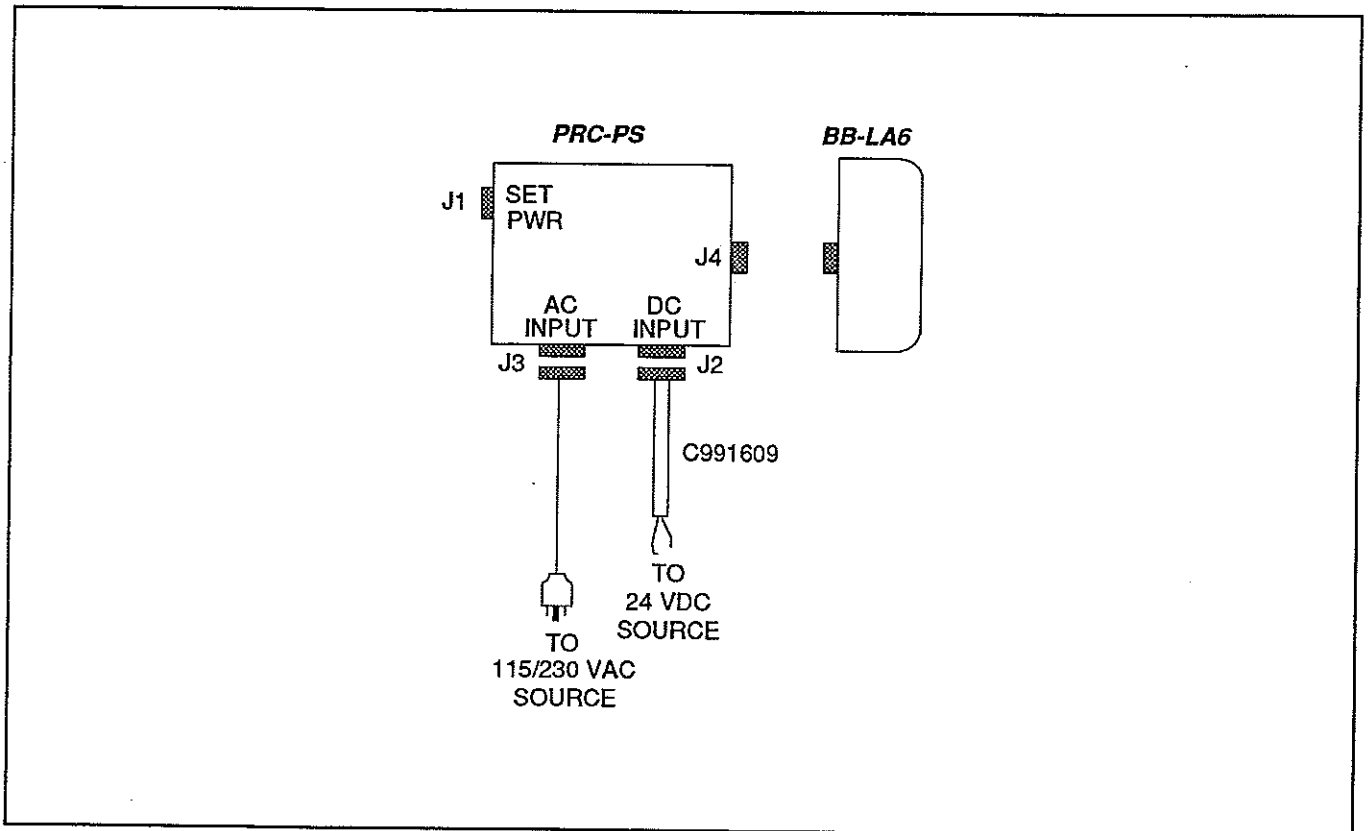 PRC-PS
BB-LA6
J1
SET
PWR
J4
AC
INPUT
DC
INPUT
J3
J2
C991609
TO
24 VDC
SOURCE
TO
115/230 VAC
SOURCE